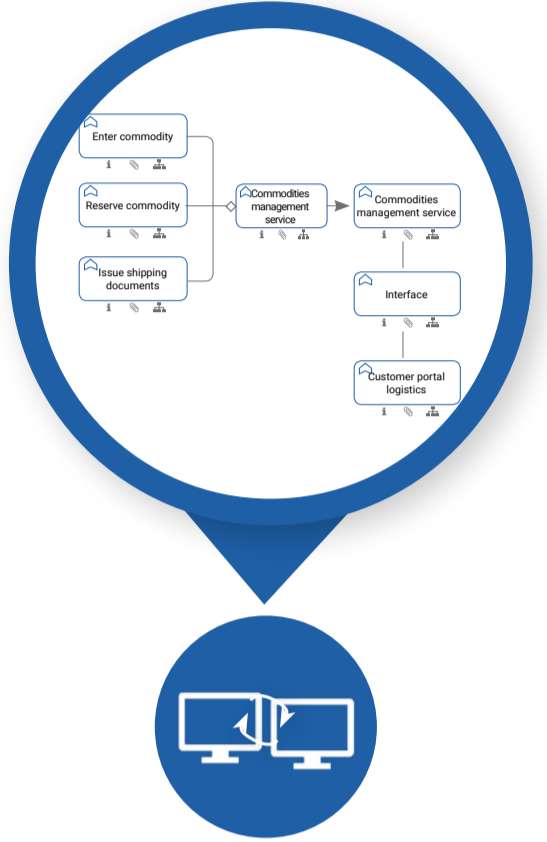 Enter commodity
Reserve commodity
Issue shipping
documents
Commodities
management
service
Commodities
management service
Interface
Customer portal
logistics